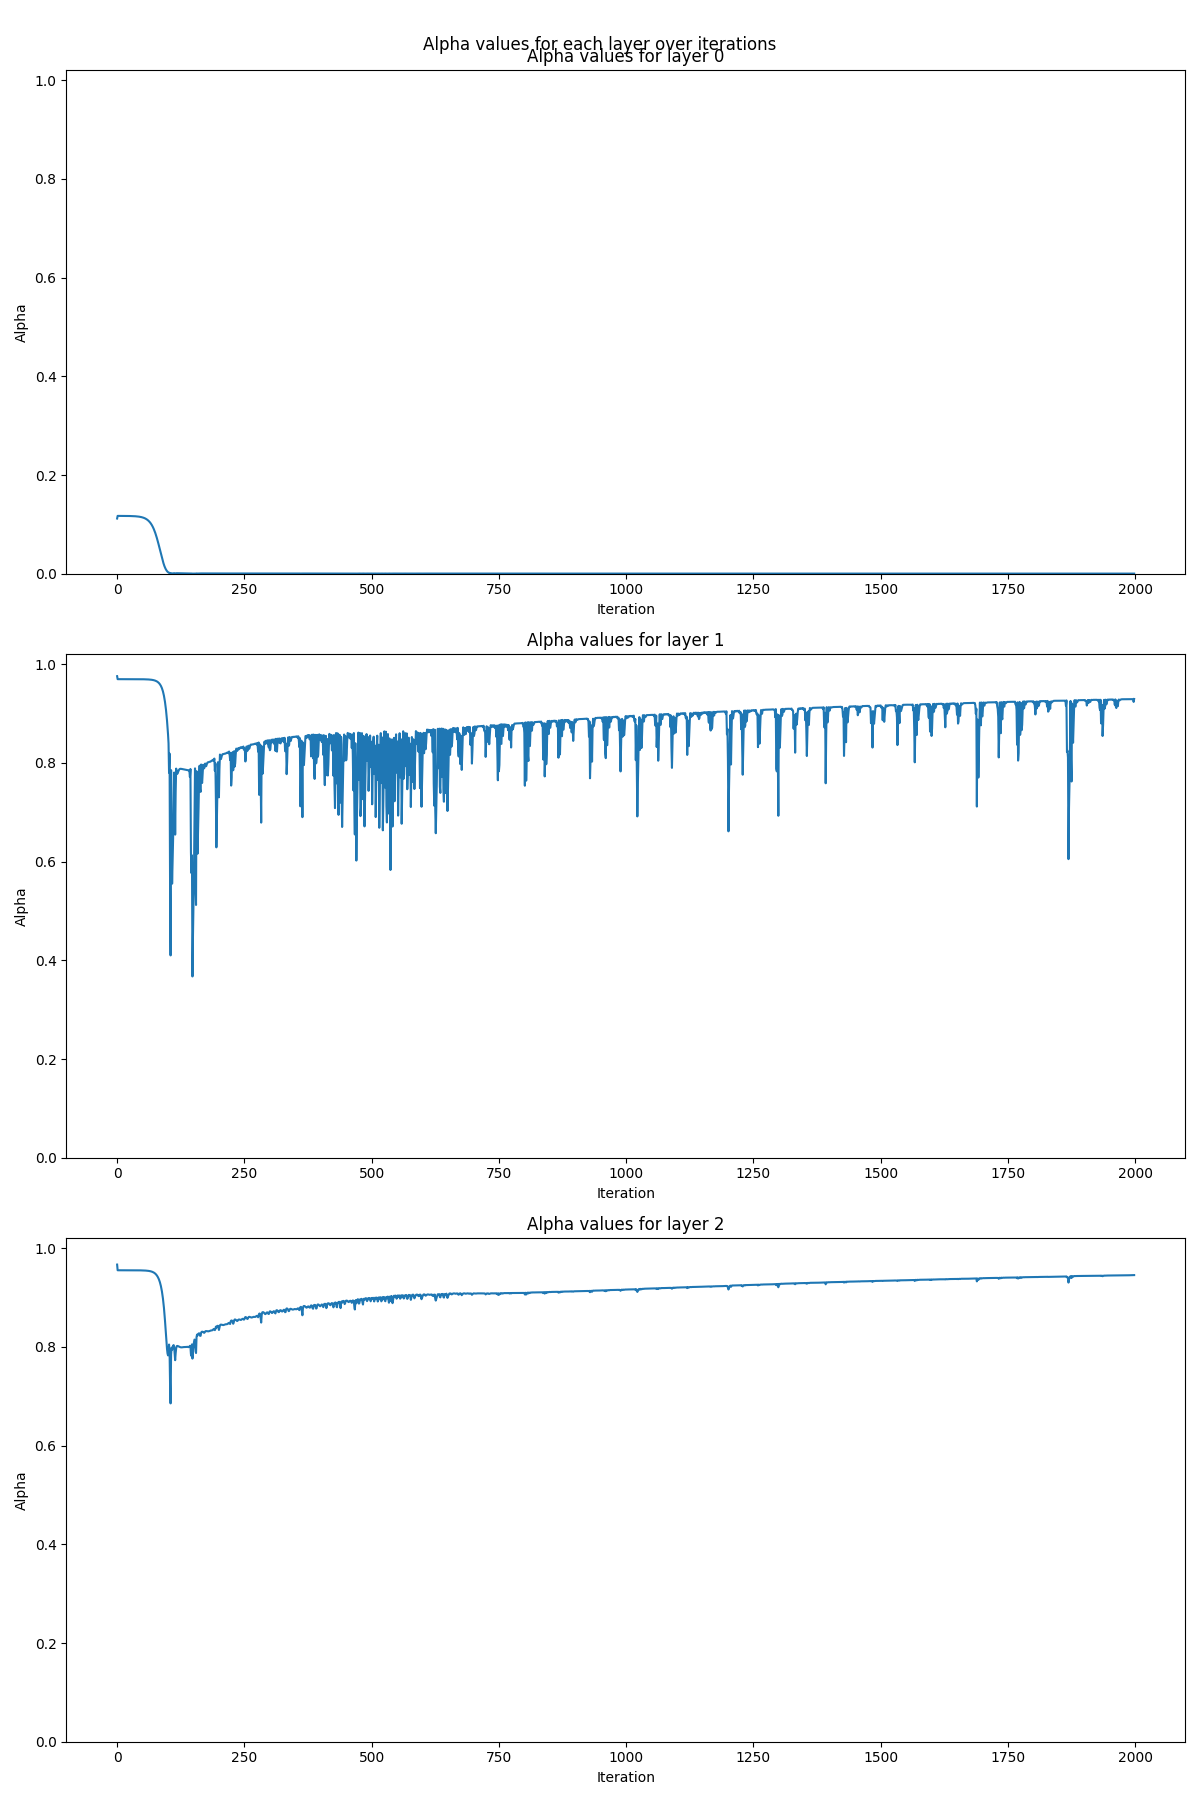 Alpha values for each layer over iterations
Alpha values for layer 0
1.0
0.8
0.6
0.4
0.2
0.0
Alpha
0 250 500 750 1000 1250 1500 1750 2000
Iteration
Alpha values for layer 1
1.0
0.8
0.6
0.4
0.2
0.0
Alpha
0 250 500 750 1000 1250 1500 1750 2000
Iteration
Alpha values for layer 2
1.0
0.8
0.6
0.4
0.2
0.0
Alpha
0 250 500 750 1000 1250 1500 1750 2000
Iteration